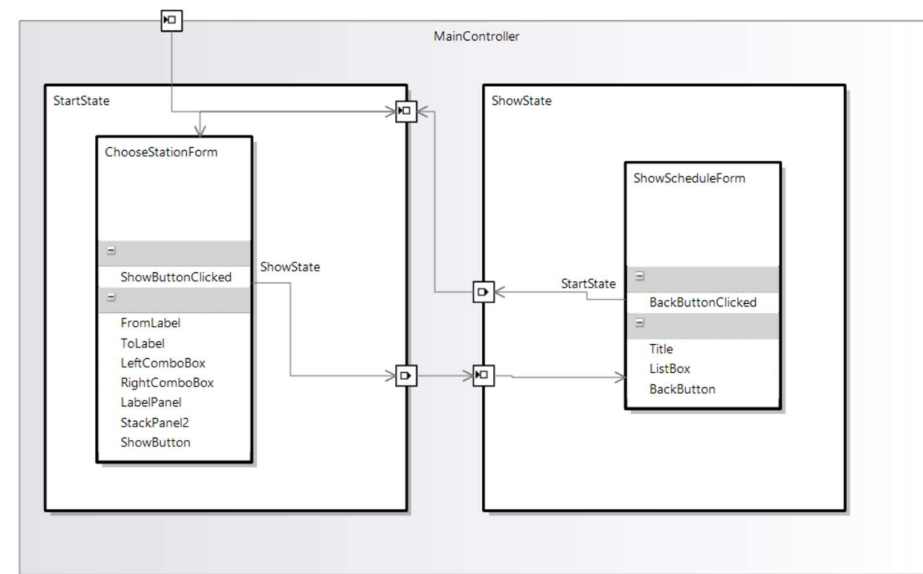 MainController
StartState
ChooseStationForm
ShowButtonClicked
FromLabel
ToLabel
LeftComboBox
RightComboBox
LabelPanel
StackPanel2
ShowButton
ShowState
ShowState
ShowScheduleForm
StartState
BackButtonClicked
Title
ListBox
BackButton